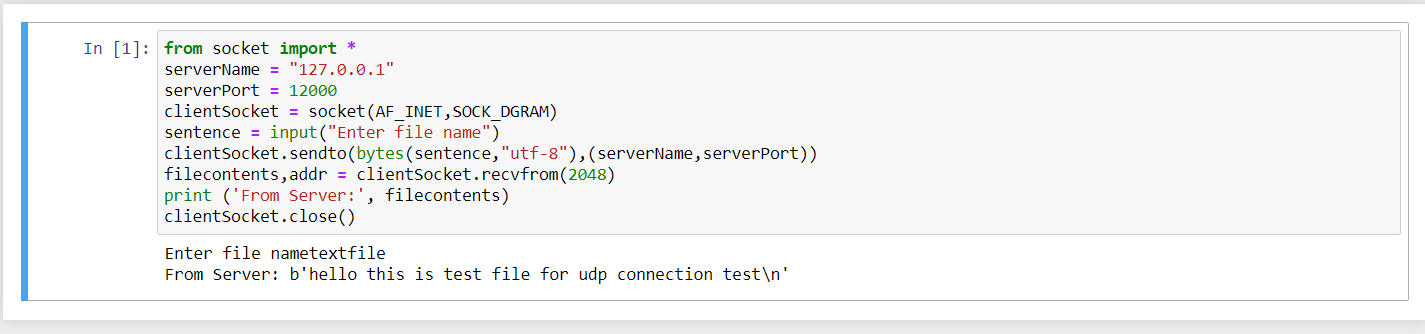 In [1]: from socket import *
serverName = "127.0.0.1"
serverPort = 12000
clientSocket = socket(AF_INET,SOCK_DGRAM)
sentence = input("Enter file name")
clientSocket.sendto(bytes(sentence,"utf-8"),(serverName,serverPort))
filecontents,addr = clientSocket.recvfrom(2048)
print ('From Server:', filecontents)
clientSocket.close()
Enter file nametextfile
From Server: b'hello this is test file for udp connection test\n'